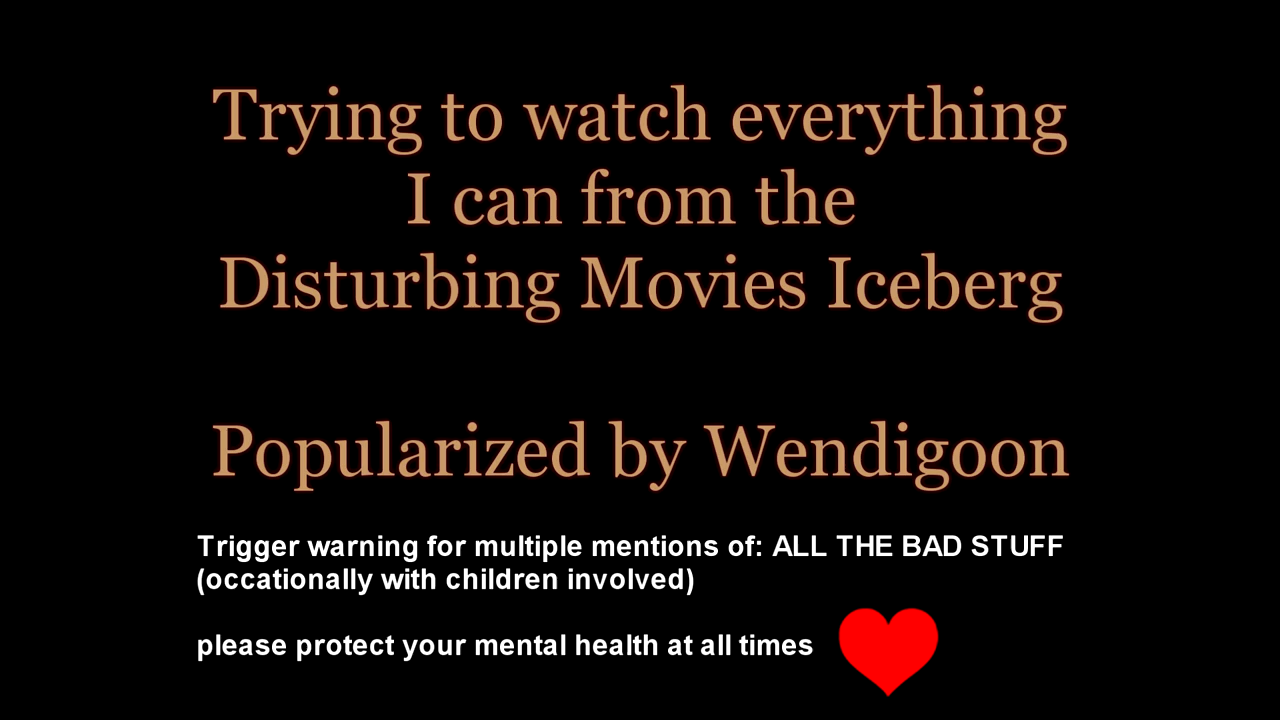 Trying to watch everything
I can from the
Disturbing Movies Iceberg
Popularized by Wendigoon
Trigger warning for multiple mentions of: ALL THE BAD STUFF
(occationally with children involved)
please protect your mental health at all times